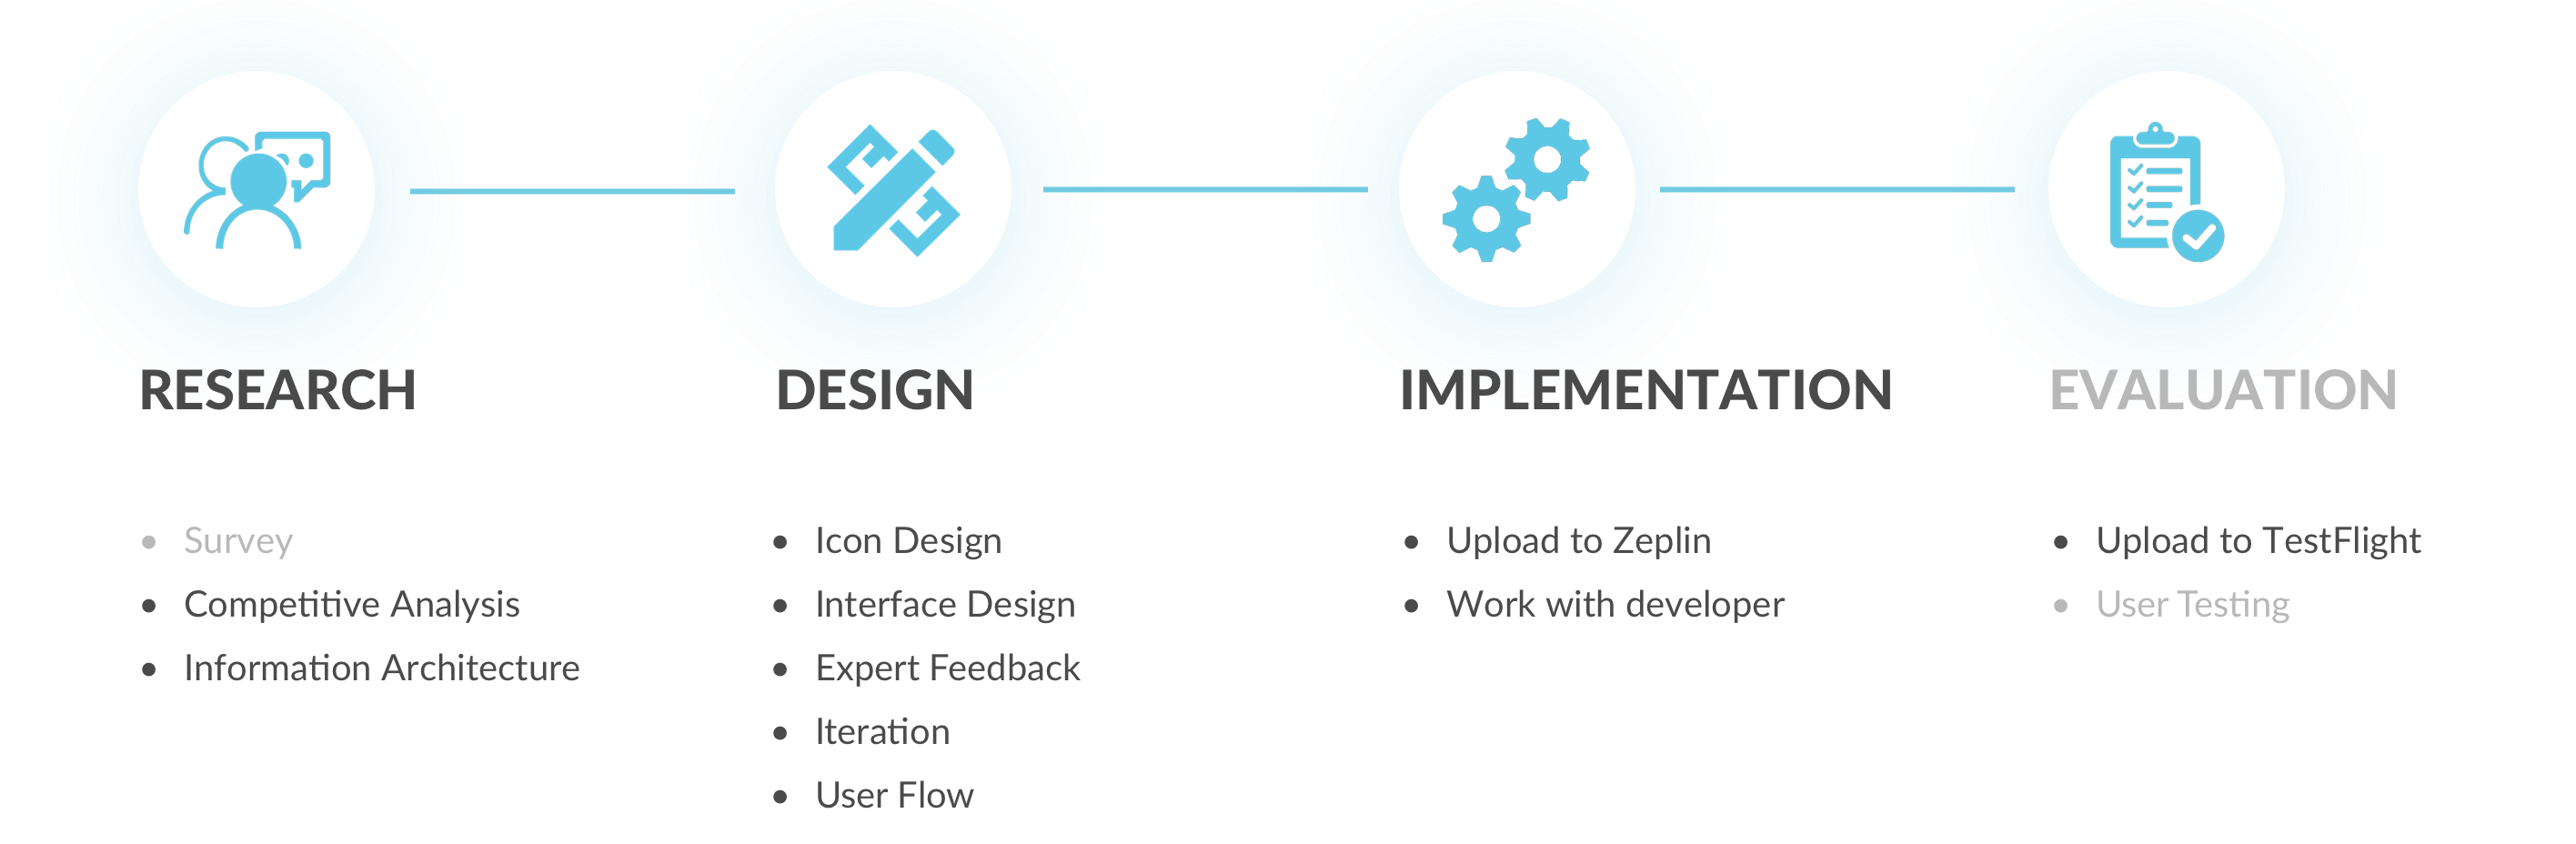 RESEARCH
• Survey
• Competitive Analysis
• Information Architecture
DESIGN
• Icon Design
• Interface Design
• Expert Feedback
• Iteration
• User Flow
IMPLEMENTATION
• Upload to Zeplin
• Work with developer
EVALUATION
• Upload to TestFlight
• User Testing